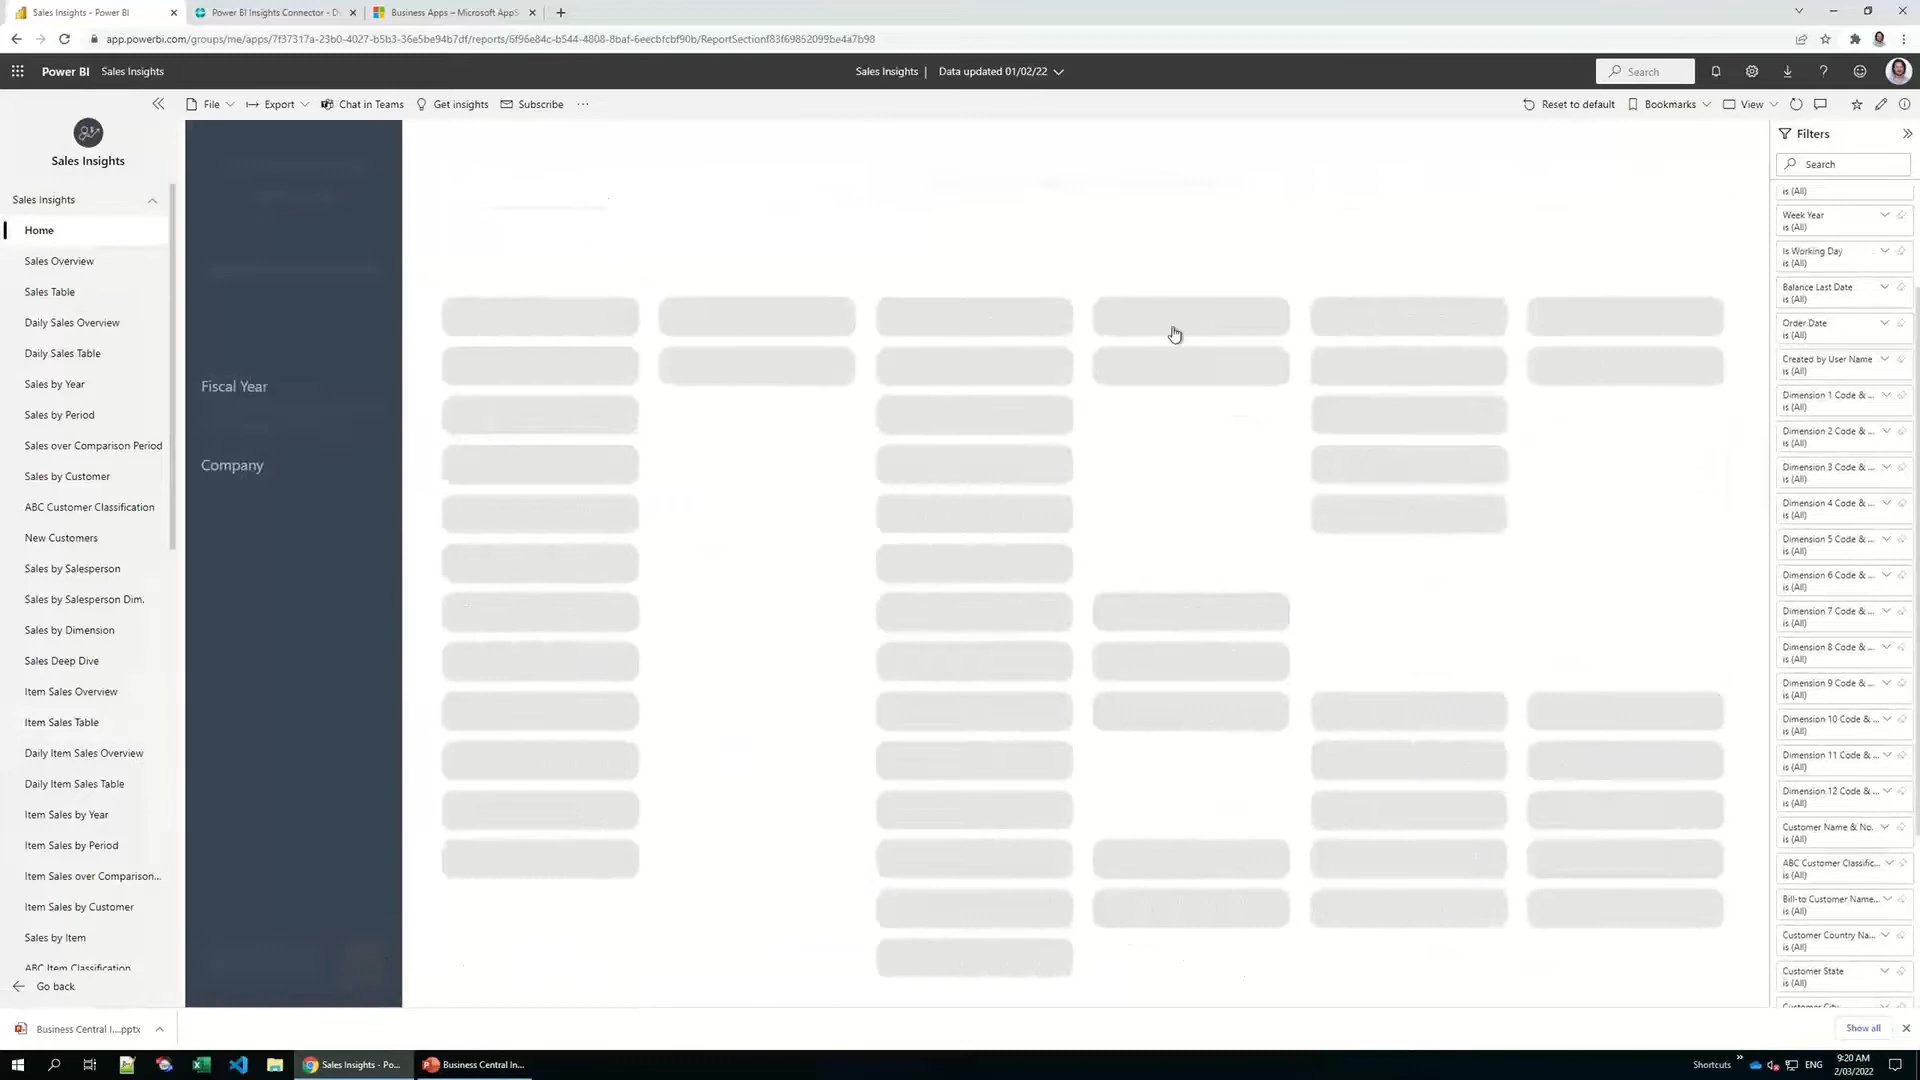 Sales Insights - Power BI
Power BI Insights Connector - D
Business Apps – Microsoft AppS
app.powerbi.com/groups/me/apps/7f37317a-23b0-4027-b5b3-36e5be94b7df/reports/6f96e84c-b544-4808-8baf-6eecbfcbf90b/ReportSectionf83f69852099be4a7b98
Power BI Sales Insights
Sales Insights | Data updated 01/02/22
Search
File
Export
Chat in Teams
Get insights
Subscribe
Reset to default
Bookmarks
View
Sales Insights
Sales Insights
Home
Sales Overview
Sales Table
Daily Sales Overview
Daily Sales Table
Sales by Year
Sales by Period
Sales over Comparison Period
Sales by Customer
ABC Customer Classification
New Customers
Sales by Salesperson
Sales by Salesperson Dim.
Sales by Dimension
Sales Deep Dive
Item Sales Overview
Item Sales Table
Daily Item Sales Overview
Daily Item Sales Table
Item Sales by Year
Item Sales by Period
Item Sales over Comparison...
Item Sales by Customer
Sales by Item
ABC Item Classification
Go back
Fiscal Year
Company
Filters
Search
is (All)
Week Year
is (All)
Is Working Day
is (All)
Balance Last Date
is (All)
Order Date
is (All)
Created by User Name
is (All)
Dimension 1 Code & ...
is (All)
Dimension 2 Code & ...
is (All)
Dimension 3 Code & ...
is (All)
Dimension 4 Code & ...
is (All)
Dimension 5 Code & ...
is (All)
Dimension 6 Code & ...
is (All)
Dimension 7 Code & ...
is (All)
Dimension 8 Code & ...
is (All)
Dimension 9 Code & ...
is (All)
Dimension 10 Code & ...
is (All)
Dimension 11 Code & ...
is (All)
Dimension 12 Code & ...
is (All)
Customer Name & No.
is (All)
ABC Customer Classific...
is (All)
Bill-to Customer Name...
is (All)
Customer Country Na...
is (All)
Customer State
is (All)
Customer City
Business Central I....pptx
Show all
Sales Insights - Po...
Business Central In...
Shortcuts
ENG
9:20 AM
2/03/2022